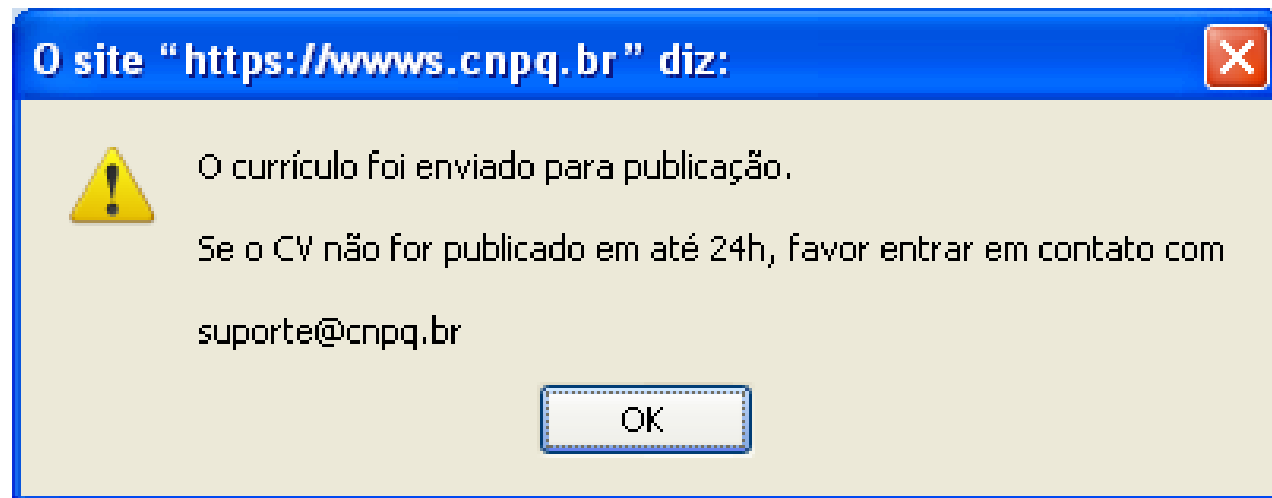 O site “https://wwws.cnpq.br” diz:
O currículo foi enviado para publicação.
Se o CV não for publicado em até 24h, favor entrar em contato com
suporte@cnpq.br
OK